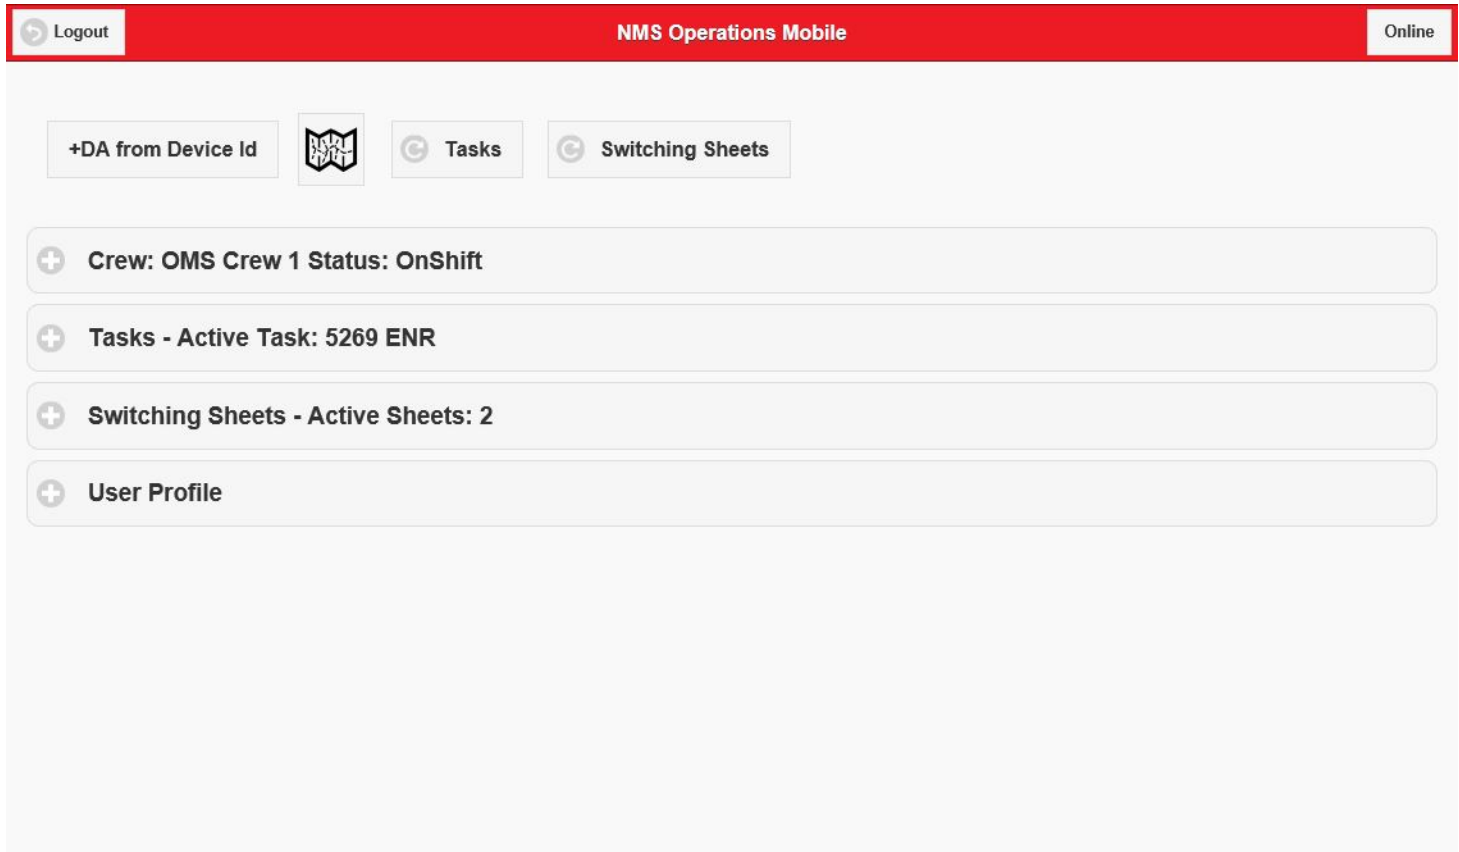 Logout
NMS Operations Mobile
Online
+DA from Device Id
Tasks
Switching Sheets
Crew: OMS Crew 1 Status: OnShift
Tasks - Active Task: 5269 ENR
Switching Sheets - Active Sheets: 2
User Profile